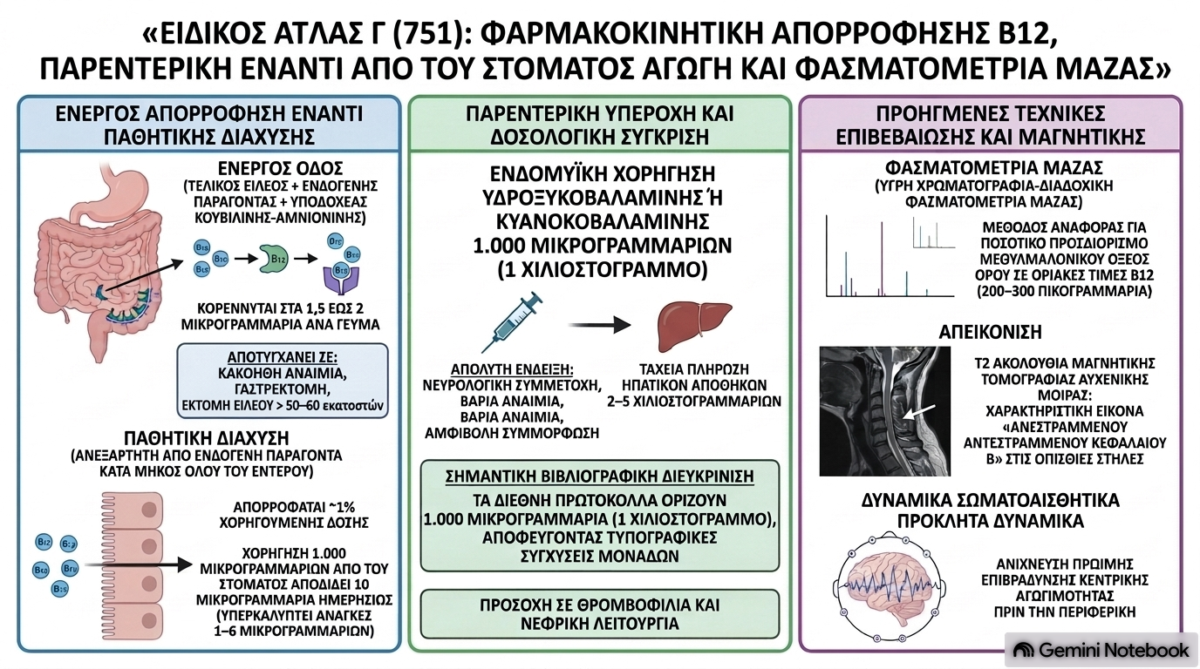 «ΕΙΔΙΚΟΣ ΑΤΛΑΣ Γ (751): ΦΑΡΜΑΚΟΚΙΝΗΤΙΚΗ ΑΠΟΡΡΟΦΗΣΗΣ Β12,
ΠΑΡΕΝΤΕΡΙΚΗ ΕΝΑΝΤΙ ΑΠΟ ΤΟΥ ΣΤΟΜΑΤΟΣ ΑΓΩΓΗ ΚΑΙ ΦΑΣΜΑΤΟΜΕΤΡΙΑ ΜΑΖΑΣ»
ΕΝΕΡΓΟΣ ΑΠΟΡΡΟΦΗΣΗ ΕΝΑΝΤΙ
ΠΑΘΗΤΙΚΗΣ ΔΙΑΧΥΣΗΣ
ΕΝΕΡΓΟΣ ΟΔΟΣ
(ΤΕΛΙΚΟΣ ΕΙΛΕΟΣ + ΕΝΔΟΓΕΝΗΣ
ΠΑΡΑΓΟΝΤΑΣ + ΥΠΟΔΟΧΕΑΣ
ΚΟΥΒΙΛΙΝΗΣ-ΑΜΝΙΟΝΙΝΗΣ)
B12
ΚΟΡΕΝΝΥΤΑΙ ΣΤΑ 1,5 ΕΩΣ 2
ΜΙΚΡΟΓΡΑΜΜΑΡΙΑ ΑΝΑ ΓΕΥΜΑ
ΑΠΟΤΥΓΧΑΝΕΙ ΖΕ:
ΚΑΚΟΗΘΗ ΑΝΑΙΜΙΑ,
ΓΑΣΤΡΕΚΤΟΜΗ,
ΕΚΤΟΜΗ ΕΙΛΕΟΥ > 50–60 εκατοστών
ΠΑΘΗΤΙΚΗ ΔΙΑΧΥΣΗ
(ΑΝΕΞΑΡΤΗΤΗ ΑΠΟ ΕΝΔΟΓΕΝΗ ΠΑΡΑΓΟΝΤΑ
ΚΑΤΑ ΜΗΚΟΣ ΟΛΟΥ ΤΟΥ ΕΝΤΕΡΟΥ)
ΑΠΟΡΡΟΦΑΤΑΙ ~1%
ΧΟΡΗΓΟΥΜΕΝΗΣ ΔΟΣΗΣ
ΧΟΡΗΓΗΣΗ 1.000
ΜΙΚΡΟΓΡΑΜΜΑΡΙΩΝ ΑΠΟ ΤΟΥ
ΣΤΟΜΑΤΟΣ ΑΠΟΔΙΔΕΙ 10
ΜΙΚΡΟΓΡΑΜΜΑΡΙΑ ΗΜΕΡΗΣΙΩΣ
(ΥΠΕΡΚΑΛΥΠΤΕΙ ΑΝΑΓΚΕΣ
1–6 ΜΙΚΡΟΓΡΑΜΜΑΡΙΩΝ)
ΠΑΡΕΝΤΕΡΙΚΗ ΥΠΕΡΟΧΗ ΚΑΙ
ΔΟΣΟΛΟΓΙΚΗ ΣΥΓΚΡΙΣΗ
ΕΝΔΟΜΥΪΚΗ ΧΟΡΗΓΗΣΗ
ΥΔΡΟΞΥΚΟΒΑΛΑΜΙΝΗΣ Ή
ΚΥΑΝΟΚΟΒΑΛΑΜΙΝΗΣ
1.000 ΜΙΚΡΟΓΡΑΜΜΑΡΙΩΝ
(1 ΧΙΛΙΟΣΤΟΓΡΑΜΜΟ)
ΑΠΟΛΥΤΗ ΕΝΔΕΙΞΗ:
ΝΕΥΡΟΛΟΓΙΚΗ ΣΥΜΜΕΤΟΧΗ,
ΒΑΡΙΑ ΑΝΑΙΜΙΑ,
ΒΑΡΙΑ ΑΝΑΙΜΙΑ,
ΑΜΦΙΒΟΛΗ ΣΥΜΜΟΡΦΩΣΗ
ΤΑΧΕΙΑ ΠΛΗΡΩΖΗ
ΗΠΑΤΙΚΟΝ ΑΠΟΘΗΚΩΝ
2–5 ΧΙΛΙΟΣΤΟΓΡΑΜΜΑΡΙΩΝ
ΣΗΜΑΝΤΙΚΗ ΒΙΒΛΙΟΓΡΑΦΙΚΗ ΔΙΕΥΚΡΙΝΙΣΗ
ΤΑ ΔΙΕΘΝΗ ΠΡΩΤΟΚΟΛΛΑ ΟΡΙΖΟΥΝ
1.000 ΜΙΚΡΟΓΡΑΜΜΑΡΙΑ (1 ΧΙΛΙΟΣΤΟΓΡΑΜΜΟ),
ΑΠΟΦΕΥΓΟΝΤΑΣ ΤΥΠΟΓΡΑΦΙΚΕΣ
ΣΥΓΧΥΣΕΙΣ ΜΟΝΑΔΩΝ
ΠΡΟΣΟΧΗ ΣΕ ΘΡΟΜΒΟΦΙΛΙΑ ΚΑΙ
ΝΕΦΡΙΚΗ ΛΕΙΤΟΥΡΓΙΑ
ΠΡΟΗΓΜΕΝΕΣ ΤΕΧΝΙΚΕΣ
ΕΠΙΒΕΒΑΙΩΣΗΣ ΚΑΙ ΜΑΓΝΗΤΙΚΗΣ
ΦΑΣΜΑΤΟΜΕΤΡΙΑ ΜΑΖΑΣ
(ΥΓΡΗ ΧΡΩΜΑΤΟΓΡΑΦΙΑ-ΔΙΑΔΟΧΙΚΗ
ΦΑΖΜΑΤΟΜΕΤΡΙΑ ΜΑΖΑΣ)
ΜΕΘΟΔΟΣ ΑΝΑΦΟΡΑΣ ΓΙΑ
ΠΟΣΟΤΙΚΟ ΠΡΟΣΔΙΟΡΙΣΜΟ
ΜΕΘΥΛΜΑΛΟΝΙΚΟΥ ΟΞΕΟΣ
ΟΡΟΥ ΣΕ ΟΡΙΑΚΕΣ ΤΙΜΕΣ Β12
(200–300 ΠΙΚΟΓΡΑΜΜΑΡΙΑ)
ΑΠΕΙΚΟΝΙΣΗ
Τ2 ΑΚΟΛΟΥΘΙΑ ΜΑΓΝΗΤΙΚΗΣ
ΤΟΜΟΓΡΑΦΙΑΖ ΑΥΧΕΝΙΚΗΣ
ΜΟΙΡΑΣ:
ΧΑΡΑΚΤΗΡΙΣΤΙΚΗ ΕΙΚΟΝΑ
«ΑΝΕΣΤΡΑΜΜΕΝΟΥ
ΑΝΤΕΣΤΡΑΜΜΕΝΟΥ ΚΕΦΑΛΑΙΟΥ
Β» ΣΤΙΣ ΟΠΙΣΘΙΕΣ ΣΤΗΛΕΣ
ΔΥΝΑΜΙΚΑ ΣΩΜΑΤΟΑΙΣΘΗΤΙΚΑ
ΠΡΟΚΛΗΤΑ ΔΥΝΑΜΙΚΑ
ΑΝΙΧΝΕΥΣΗ ΠΡΩΙΜΗΣ
ΕΠΙΒΡΑΔΥΝΣΗΣ ΚΕΝΤΡΙΚΗΣ
ΑΓΩΓΙΜΟΤΗΤΑΣ
ΠΡΙΝ ΤΗΝ ΠΕΡΙΦΕΡΙΚΗ
Gemini Notebook